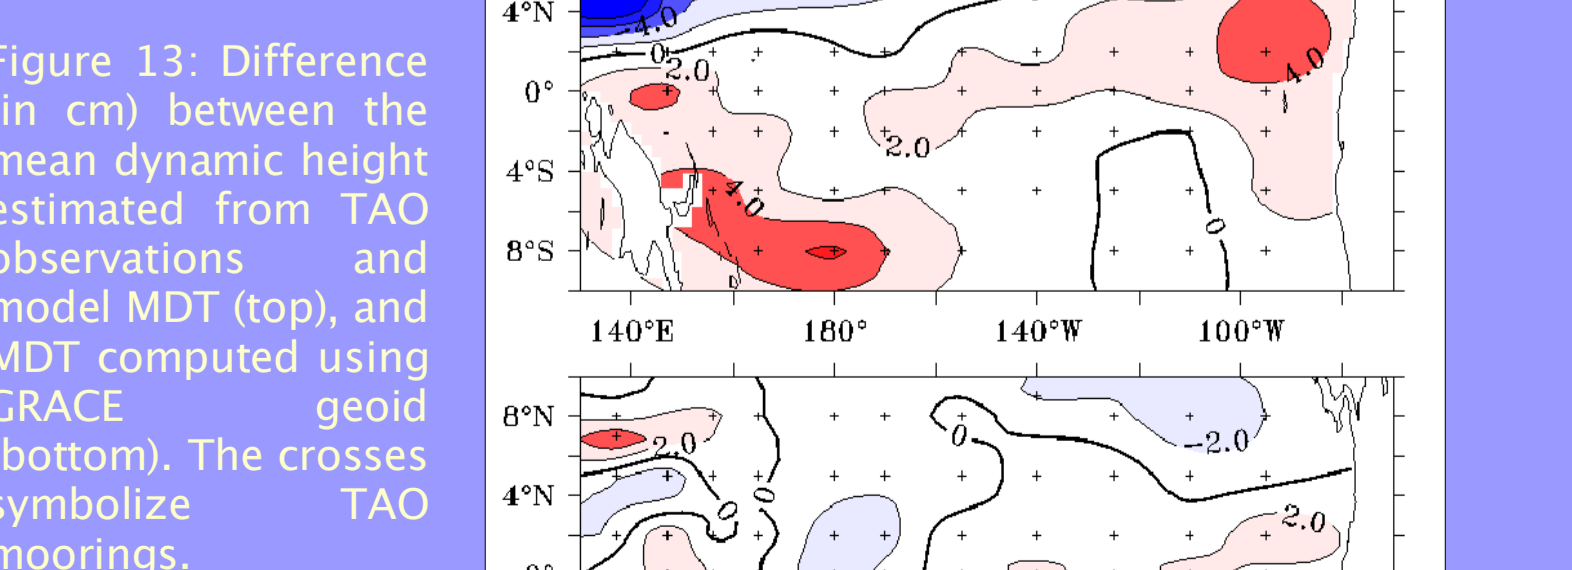 Figure 13: Difference
(in cm) between the
mean dynamic height
estimated from TAO
observations and
model MDT (top), and
MDT computed using
GRACE geoid
(bottom). The crosses
symbolize TAO
moorings.
4°N
0°
4°S
8°S
-4.0
0
2.0
4.0
2.0
4.0
0
140°E 180° 140°W 100°W
8°N
4°N
0°
2.0
0
0
0
-2.0
2.0